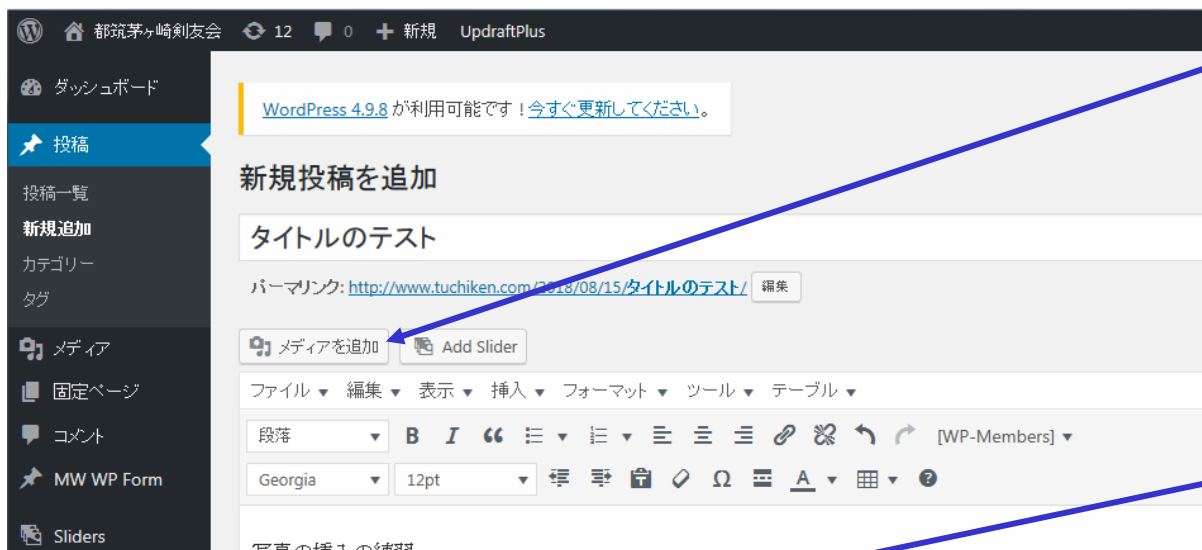 都筑茅ヶ崎剣友会 12 0 新規 UpdraftPlus
ダッシュボード
WordPress 4.9.8 が利用可能です ! 今すぐ更新してください。
投稿
投稿一覧
新規追加
カテゴリー
タグ
メディア
固定ページ
コメント
MW WP Form
Sliders
新規投稿を追加
タイトルのテスト
パーマリンク: http://www.tuchiken.com/2018/08/15/タイトルのテスト/ 編集
メディアを追加 Add Slider
ファイル 編集 表示 挿入 フォーマット ツール テーブル
段落 B I [WP-Members]
Georgia 12pt Ω A
写真の挿入の練習